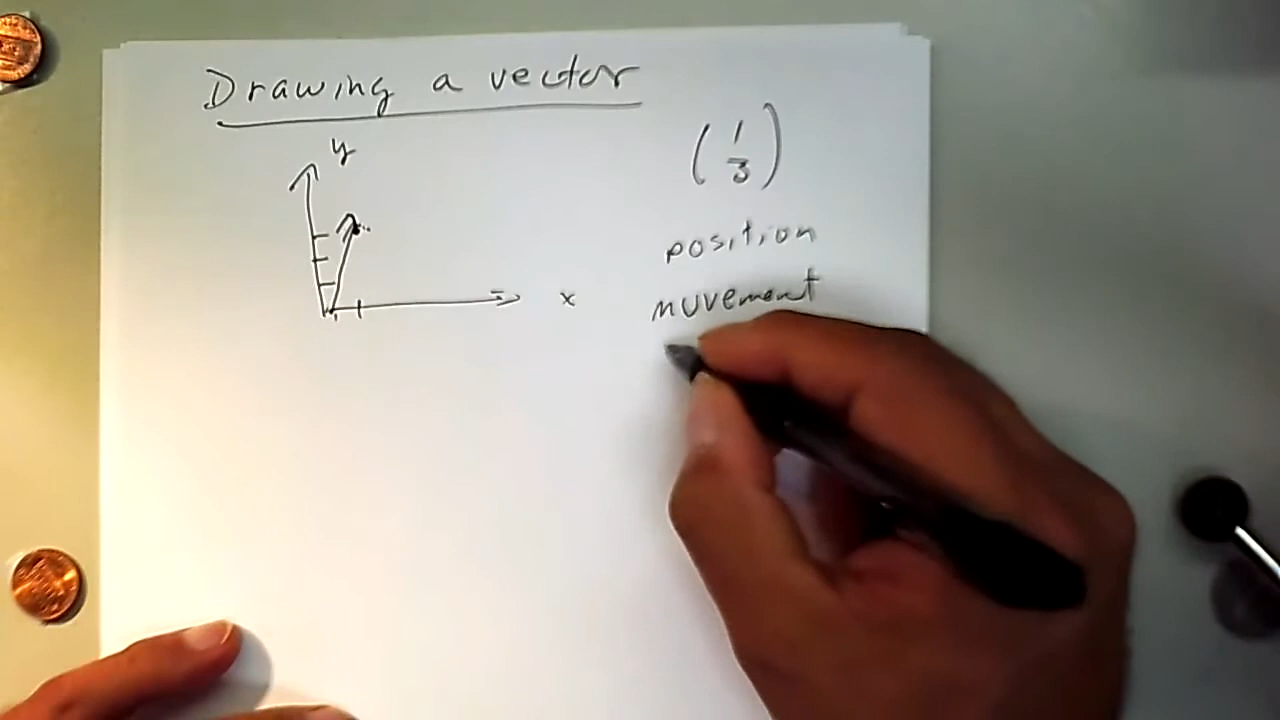 Drawing a vector
y
x
(1
3)
position
muvement